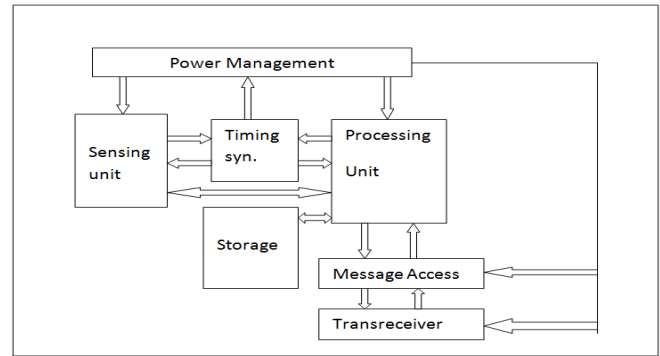 Power Management
Sensing
unit
Timing
syn.
Processing
Unit
Storage
Message Access
Transreceiver